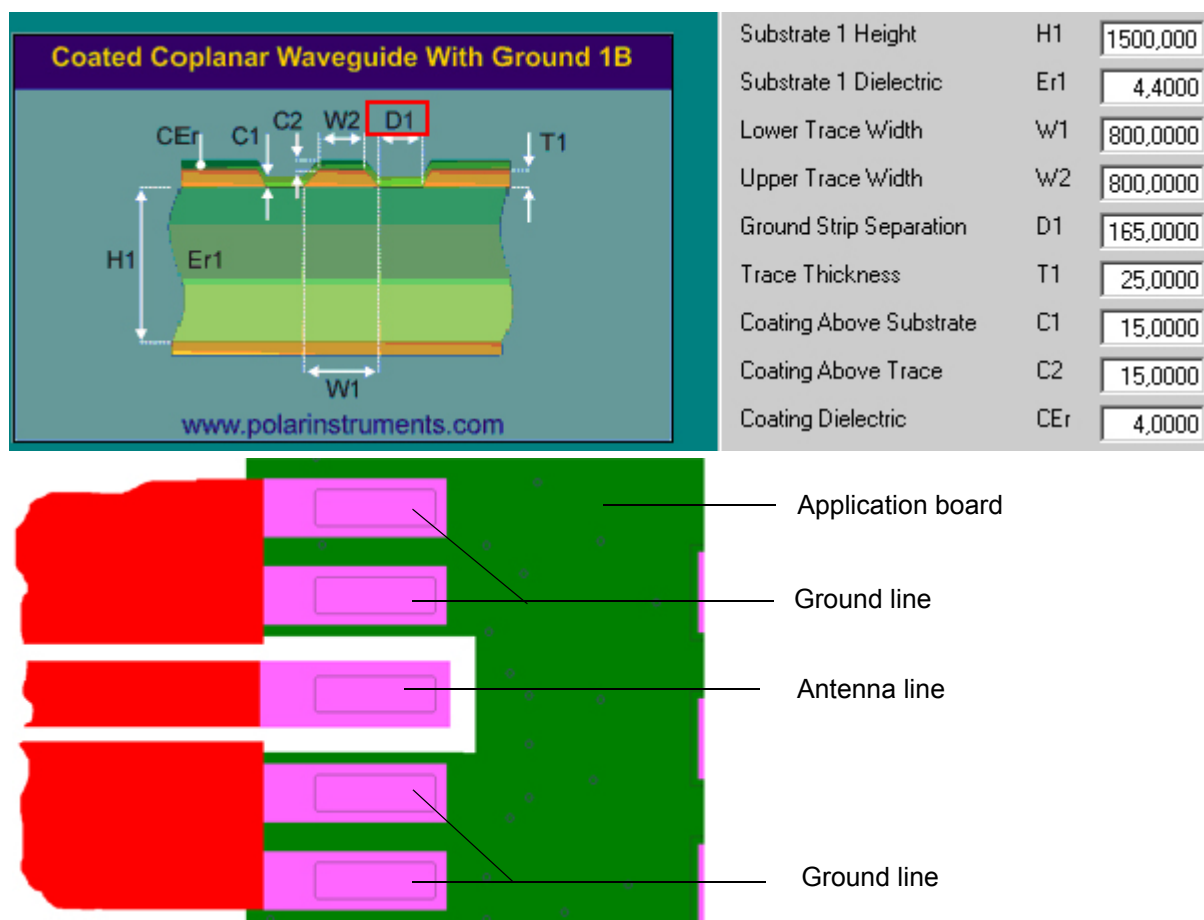 Coated Coplanar Waveguide With Ground 1B
CEr C1 C2 W2 D1 T1
H1 Er1
W1
www.polarinstruments.com
Substrate 1 Height H1 1500,000
Substrate 1 Dielectric Er1 4,4000
Lower Trace Width W1 800,0000
Upper Trace Width W2 800,0000
Ground Strip Separation D1 165,0000
Trace Thickness T1 25,0000
Coating Above Substrate C1 15,0000
Coating Above Trace C2 15,0000
Coating Dielectric CEr 4,0000
Application board
Ground line
Antenna line
Ground line